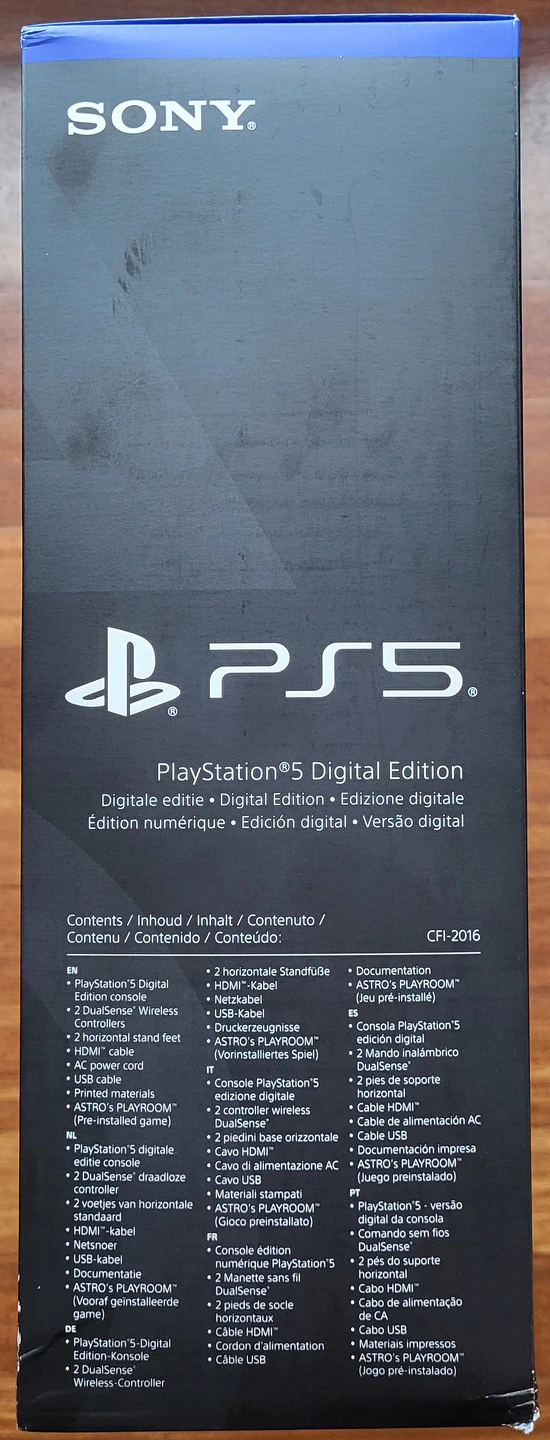 SONY®
PS5®
PlayStation®5 Digital Edition
Digitale editie • Digital Edition • Edizione digitale
Édition numérique • Edición digital • Versão digital
Contents / Inhoud / Inhalt / Contenuto /
Contenu / Contenido / Conteúdo:
CFI-2016
EN
• PlayStation®5 Digital
Edition console
• 2 DualSense® Wireless
Controllers
• 2 horizontal stand feet
• HDMI™ cable
• AC power cord
• USB cable
• Printed materials
• ASTRO's PLAYROOM™
(Pre-installed game)
NL
• PlayStation®5 digitale
editie console
• 2 DualSense® draadloze
controller
• 2 voetjes van horizontale
standaard
• HDMI™-kabel
• Netsnoer
• USB-kabel
• Documentatie
• ASTRO's PLAYROOM™
(Vooraf geïnstalleerde
game)
DE
• PlayStation®5-Digital
Edition-Konsole
• 2 DualSense®
Wireless-Controller
• 2 horizontale Standfüße
• HDMI™-Kabel
• Netzkabel
• USB-Kabel
• Druckerzeugnisse
• ASTRO's PLAYROOM™
(Vorinstalliertes Spiel)
IT
• Console PlayStation®5
edizione digitale
• 2 controller wireless
DualSense®
• 2 piedini base orizzontale
• Cavo HDMI™
• Cavo di alimentazione AC
• Cavo USB
• Materiali stampati
• ASTRO's PLAYROOM™
(Gioco preinstallato)
FR
• Console édition
numérique PlayStation®5
• 2 Manette sans fil
DualSense®
• 2 pieds de socle
horizontaux
• Câble HDMI™
• Cordon d'alimentation
• Câble USB
• Documentation
• ASTRO's PLAYROOM™
(Jeu pré-installé)
ES
• Consola PlayStation®5
edición digital
• 2 Mando inalámbrico
DualSense®
• 2 pies de soporte
horizontal
• Cable HDMI™
• Cable de alimentación AC
• Cable USB
• Documentación impresa
• ASTRO's PLAYROOM™
(Juego preinstalado)
PT
• PlayStation®5 - versão
digital da consola
• Comando sem fios
DualSense®
• 2 pés do suporte
horizontal
• Cabo HDMI™
• Cabo de alimentação
de CA
• Cabo USB
• Materiais impressos
• ASTRO's PLAYROOM™
(Jogo pré-instalado)